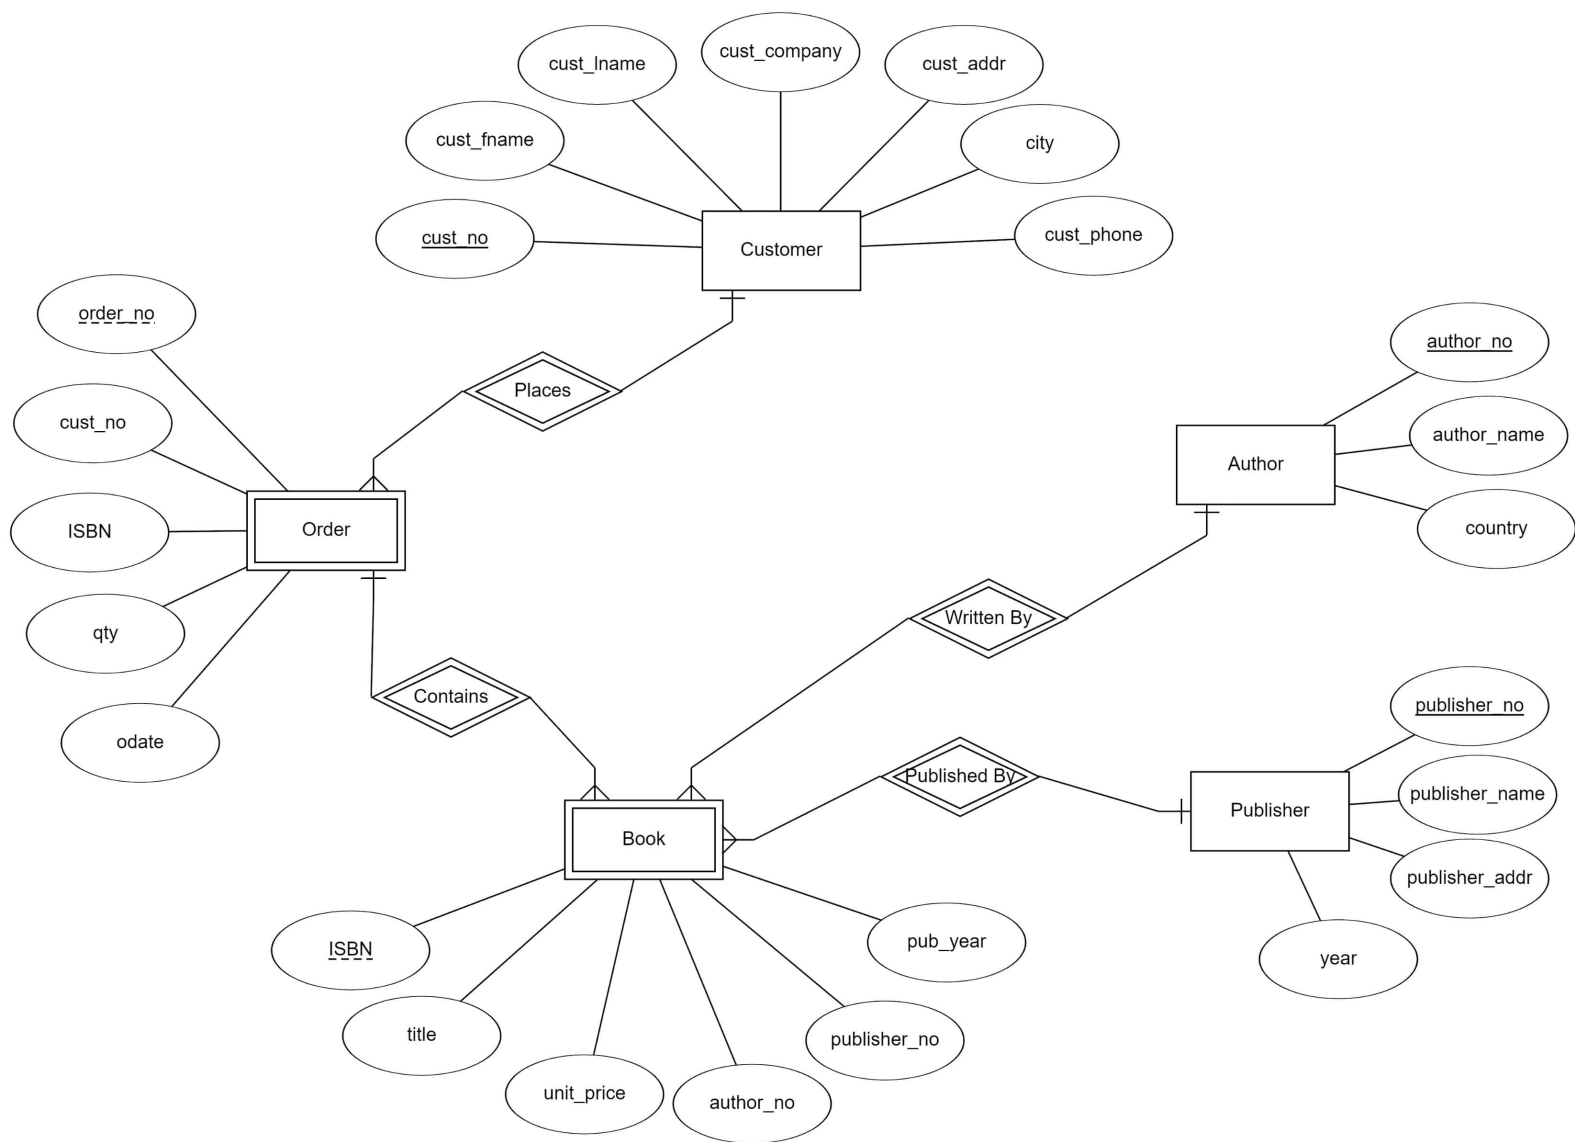 cust_company
cust_lname
cust_addr
cust_fname
city
cust_no
Customer
cust_phone
order_no
author_no
Places
cust_no
author_name
Author
Order
ISBN
country
Written By
qty
Contains
publisher_no
odate
Published By
publisher_name
Publisher
Book
publisher_addr
pub_year
ISBN
year
title
publisher_no
unit_price
author_no